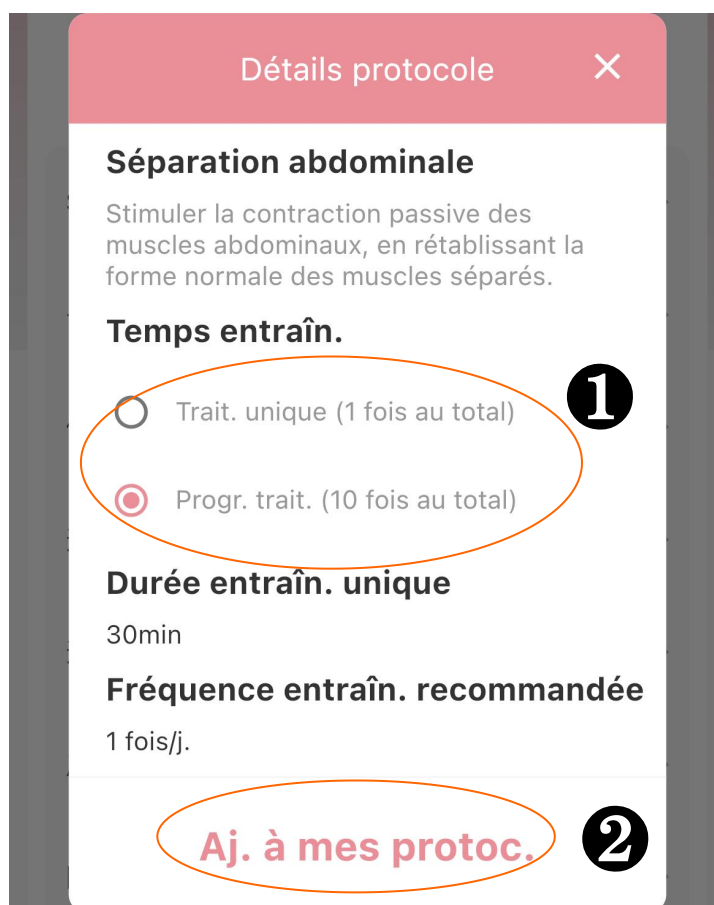 Détails protocole
Séparation abdominale
Stimuler la contraction passive des
muscles abdominaux, en rétablissant la
forme normale des muscles séparés.
Temps entraîn.
1
Trait. unique (1 fois au total)
Progr. trait. (10 fois au total)
Durée entraîn. unique
30min
Fréquence entraîn. recommandée
1 fois/j.
Aj. à mes protoc.
2